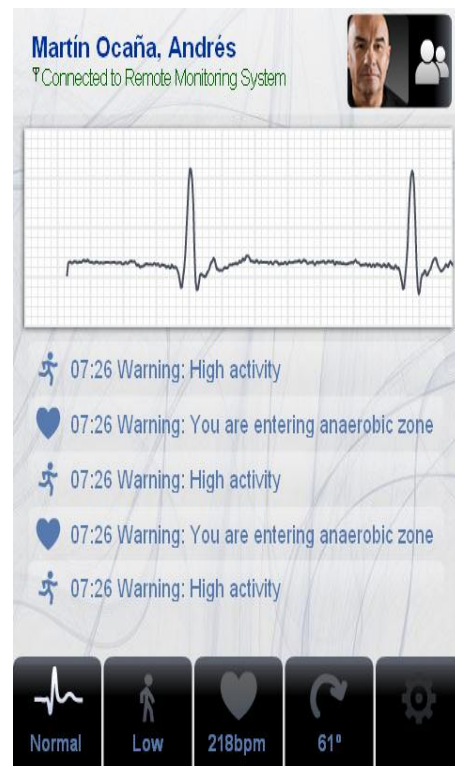 Martín Ocaña, Andrés
Connected to Remote Monitoring System
07:26 Warning: High activity
07:26 Warning: You are entering anaerobic zone
07:26 Warning: High activity
07:26 Warning: You are entering anaerobic zone
07:26 Warning: High activity
Normal Low 218bpm 61º